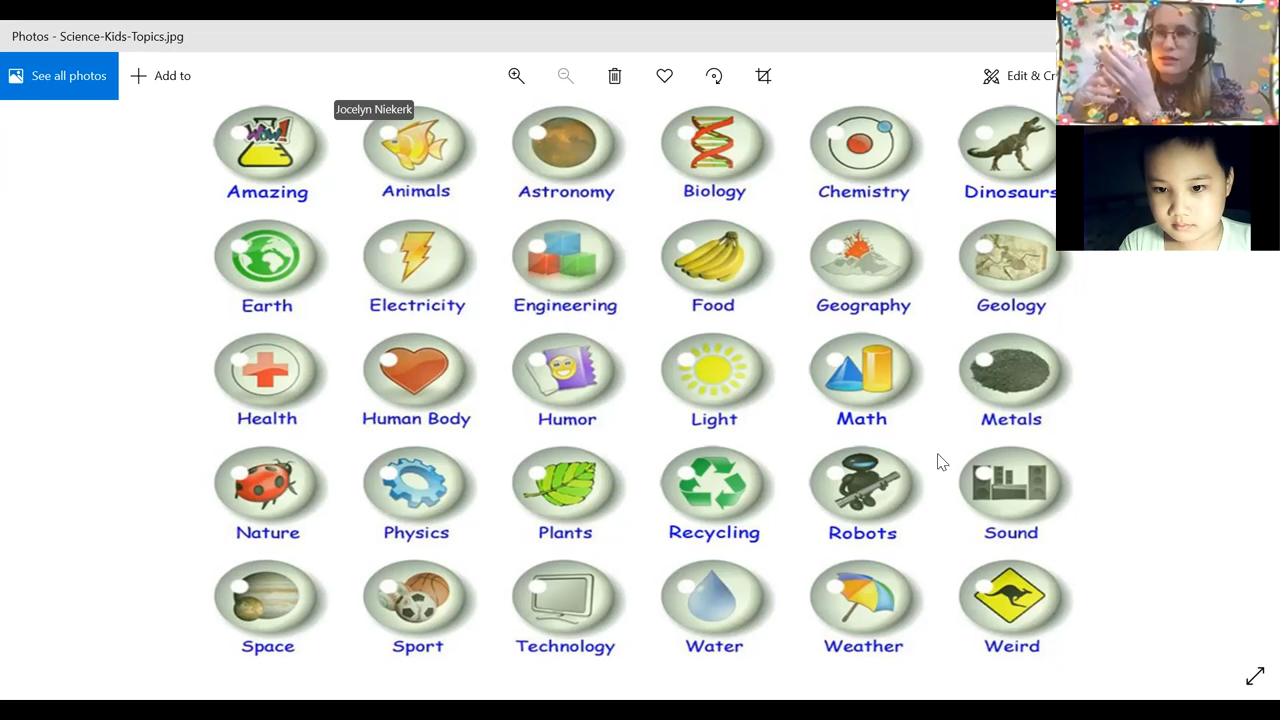 Photos - Science-Kids-Topics.jpg
See all photos
Add to
Edit & Cr
Jocelyn Niekerk
WOW!
Amazing Animals Astronomy Biology Chemistry Dinosaurs
Earth Electricity Engineering Food Geography Geology
Health Human Body Humor Light Math Metals
Nature Physics Plants Recycling Robots Sound
Space Sport Technology Water Weather Weird